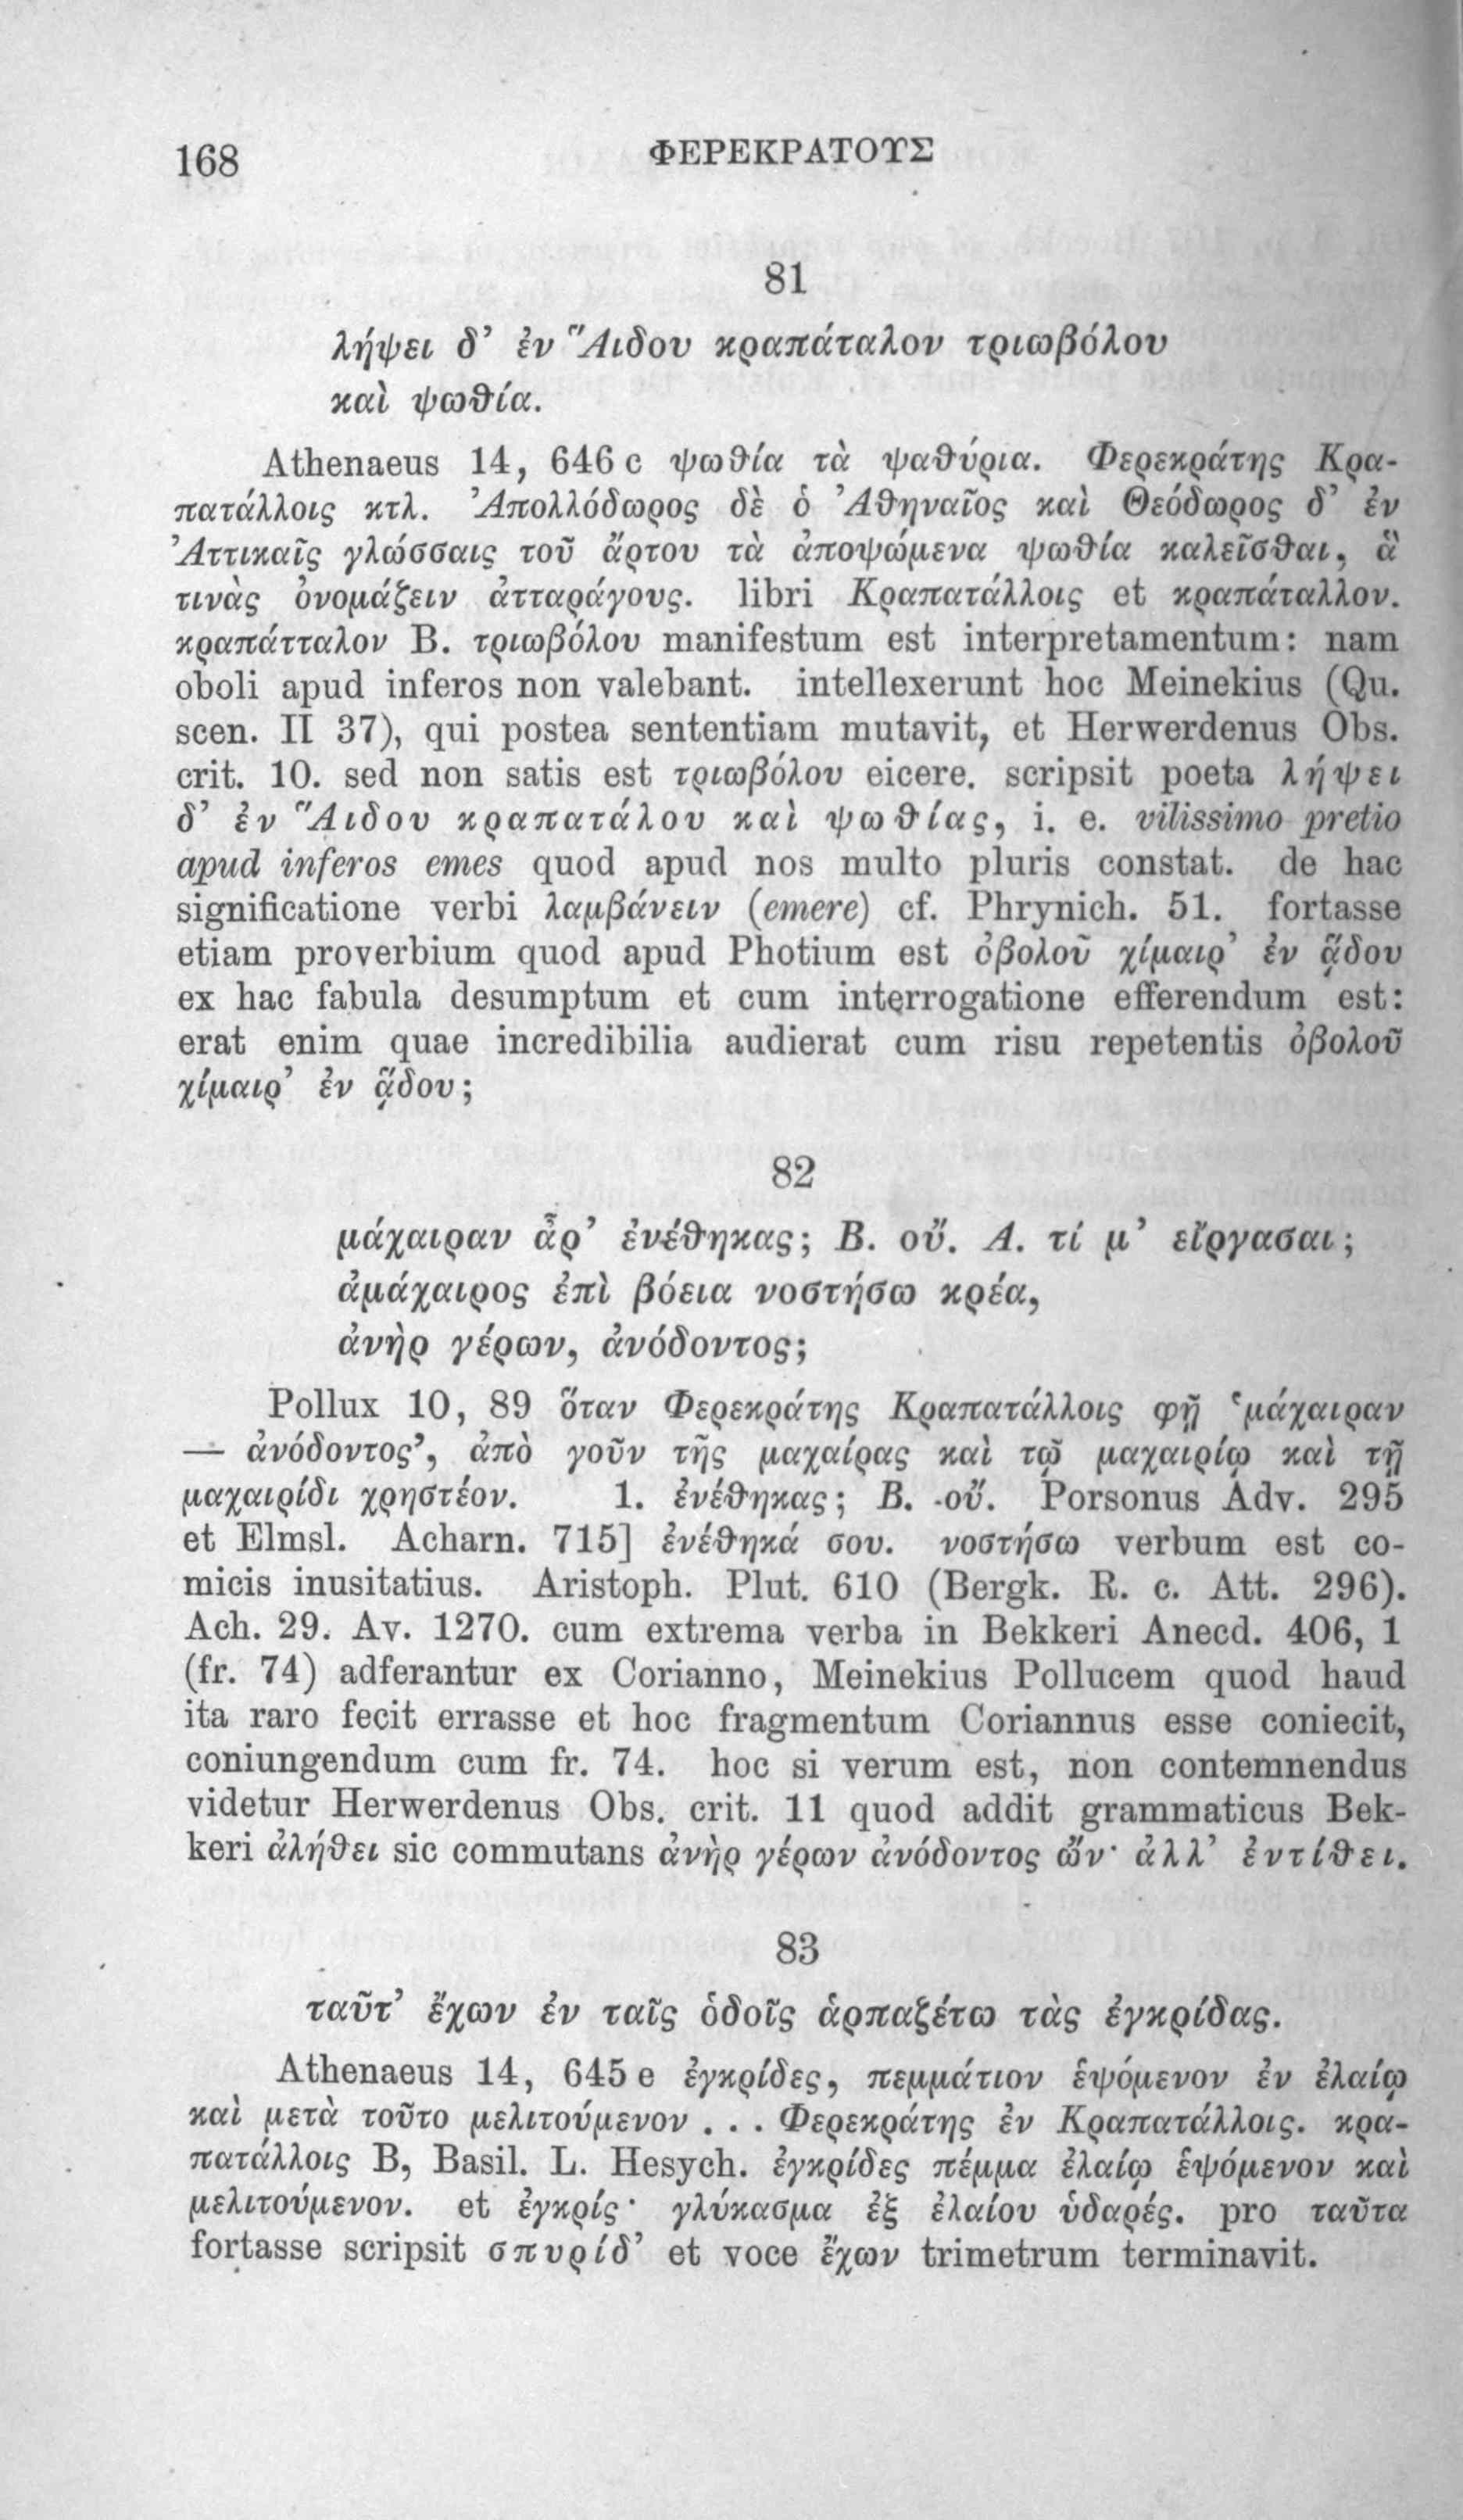 168
ΦΕΡΕΚΡΑΤΟΥΣ
81
λήψει δ’ ἐν Ἅιδου κραπάταλον τριωβόλου
καὶ ψωθία.
Athenaeus 14, 646 c ψωθία τὰ ψαθύρια. Φερεκράτης Κρα-
πατάλλοις κτλ. Ἀπολλόδωρος δὲ ὁ Ἀθηναῖος καὶ Θεόδωρος δ’ ἐν
Ἀττικαῖς γλώσσαις τοῦ ἄρτου τὰ ἀποψώμενα ψωθία καλεῖσθαι, ἅ
τινὰς ὀνομάζειν ἀτταράγους. libri Κραπατάλλοις et κραπάταλλον.
κραπάτταλον B. τριωβόλου manifestum est interpretamentum: nam
oboli apud inferos non valebant. intellexerunt hoc Meinekius (Qu.
scen. II 37), qui postea sententiam mutavit, et Herwerdenus Obs.
crit. 10. sed non satis est τριωβόλου eicere. scripsit poeta λήψει
δ’ ἐν Ἅιδου κραπατάλου καὶ ψωθίας, i. e. vilissimo pretio
apud inferos emes quod apud nos multo pluris constat. de hac
significatione verbi λαμβάνειν (emere) cf. Phrynich. 51. fortasse
etiam proverbium quod apud Photium est ὀβολοῦ χίμαιρ’ ἐν ᾅδου
ex hac fabula desumptum et cum interrogatione efferendum est:
erat enim quae incredibilia audierat cum risu repetentis ὀβολοῦ
χίμαιρ’ ἐν ᾅδου;
82
μάχαιραν ἆρ’ ἐνέθηκας; B. οὔ. A. τί μ’ εἴργασαι;
ἀμάχαιρος ἐπὶ βόεια νοστήσω κρέα,
ἀνὴρ γέρων, ἀνόδοντος;
Pollux 10, 89 ὅταν Φερεκράτης Κραπατάλλοις φῇ ‘μάχαιραν
— ἀνόδοντος’, ἀπὸ γοῦν τῆς μαχαίρας καὶ τῷ μαχαιρίῳ καὶ τῇ
μαχαιρίδι χρηστέον. 1. ἐνέθηκας; B. οὔ. Porsonus Adv. 295
et Elmsl. Acharn. 715] ἐνέθηκά σου. νοστήσω verbum est co-
micis inusitatius. Aristoph. Plut. 610 (Bergk. R. c. Att. 296).
Ach. 29. Av. 1270. cum extrema verba in Bekkeri Anecd. 406, 1
(fr. 74) adferantur ex Corianno, Meinekius Pollucem quod haud
ita raro fecit errasse et hoc fragmentum Coriannus esse coniecit,
coniungendum cum fr. 74. hoc si verum est, non contemnendus
videtur Herwerdenus Obs. crit. 11 quod addit grammaticus Bek-
keri ἀλήθει sic commutans ἀνὴρ γέρων ἀνόδοντος ὤν· ἀλλ’ ἐντίθει.
83
ταῦτ’ ἔχων ἐν ταῖς ὁδοῖς ἁρπαζέτω τὰς ἐγκρίδας.
Athenaeus 14, 645 e ἐγκρίδες, πεμμάτιον ἑψόμενον ἐν ἐλαίῳ
καὶ μετὰ τοῦτο μελιτούμενον . . . Φερεκράτης ἐν Κραπατάλλοις. κρα-
πατάλλοις B, Basil. L. Hesych. ἐγκρίδες πέμμα ἐλαίῳ ἑψόμενον καὶ
μελιτούμενον. et ἐγκρίς· γλύκασμα ἐξ ἐλαίου ὑδαρές. pro ταῦτα
fortasse scripsit σπυρίδ’ et voce ἔχων trimetrum terminavit.